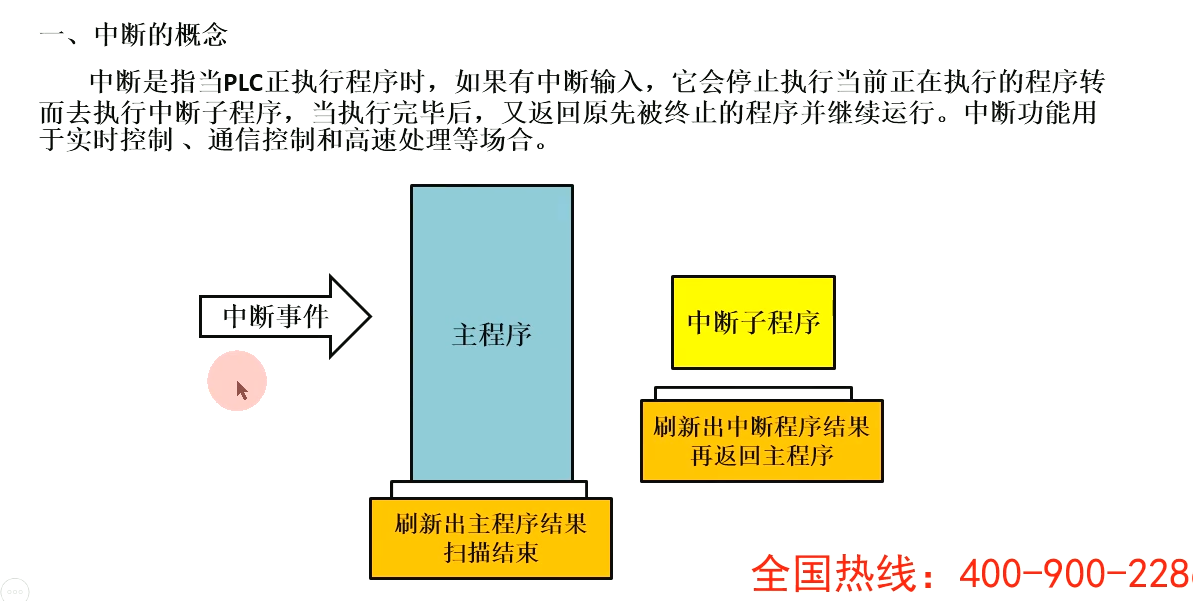 一、中断的概念
中断是指当PLC正执行程序时，如果有中断输入，它会停止执行当前正在执行的程序转
而去执行中断子程序，当执行完毕后，又返回原先被终止的程序并继续运行。中断功能用
于实时控制 、通信控制和高速处理等场合。
中断事件
主程序
中断子程序
刷新出中断程序结果
再返回主程序
刷新出主程序结果
扫描结束
全国热线：400-900-228